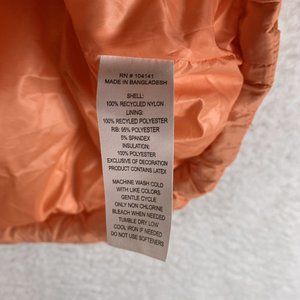 RN # 104141
MADE IN BANGLADESH
SHELL:
100% RECYCLED NYLON
LINING:
100% RECYCLED POLYESTER
RIB: 95% POLYESTER
5% SPANDEX
INSULATION:
100% POLYESTER
EXCLUSIVE OF DECORATION
PRODUCT CONTAINS LATEX
MACHINE WASH COLD
WITH LIKE COLORS
GENTLE CYCLE
ONLY NON CHLORINE
BLEACH WHEN NEEDED
TUMBLE DRY LOW
COOL IRON IF NEEDED
DO NOT USE SOFTENERS